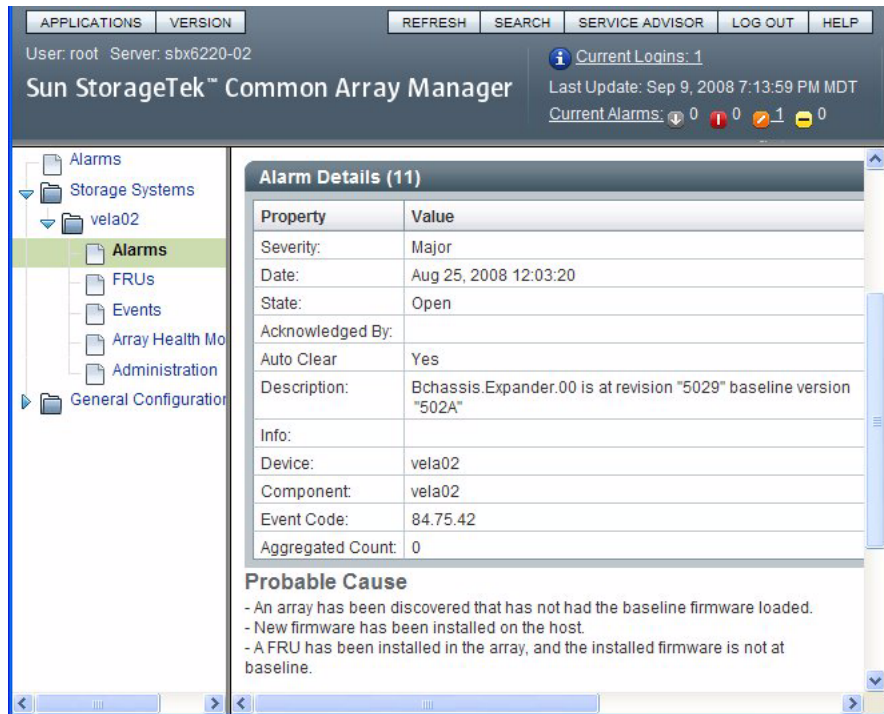 APPLICATIONS VERSION REFRESH SEARCH SERVICE ADVISOR LOG OUT HELP
User: root Server: sbx6220-02
Current Logins: 1
Sun StorageTek™ Common Array Manager
Last Update: Sep 9, 2008 7:13:59 PM MDT
Current Alarms: 0 0 1 0
Alarms
Storage Systems
vela02
Alarms
FRUs
Events
Array Health Mo
Administration
General Configuration
Alarm Details (11)
Property Value
Severity: Major
Date: Aug 25, 2008 12:03:20
State: Open
Acknowledged By:
Auto Clear Yes
Description: Bchassis.Expander.00 is at revision "5029" baseline version
"502A"
Info:
Device: vela02
Component: vela02
Event Code: 84.75.42
Aggregated Count: 0
Probable Cause
- An array has been discovered that has not had the baseline firmware loaded.
- New firmware has been installed on the host.
- A FRU has been installed in the array, and the installed firmware is not at
baseline.